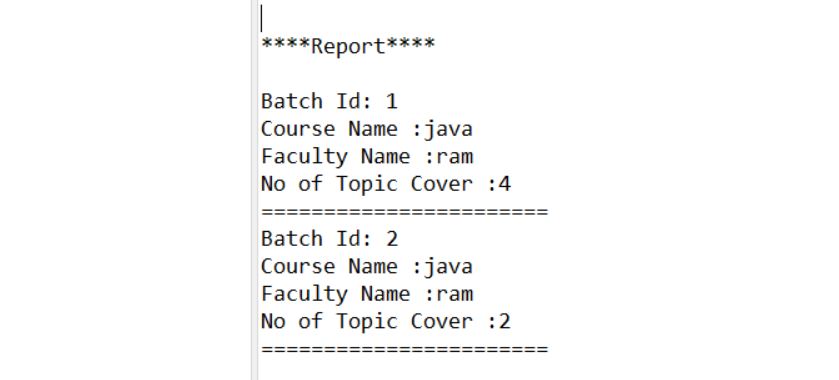 ****Report****
Batch Id: 1
Course Name :java
Faculty Name :ram
No of Topic Cover :4
=======================
Batch Id: 2
Course Name :java
Faculty Name :ram
No of Topic Cover :2
=======================